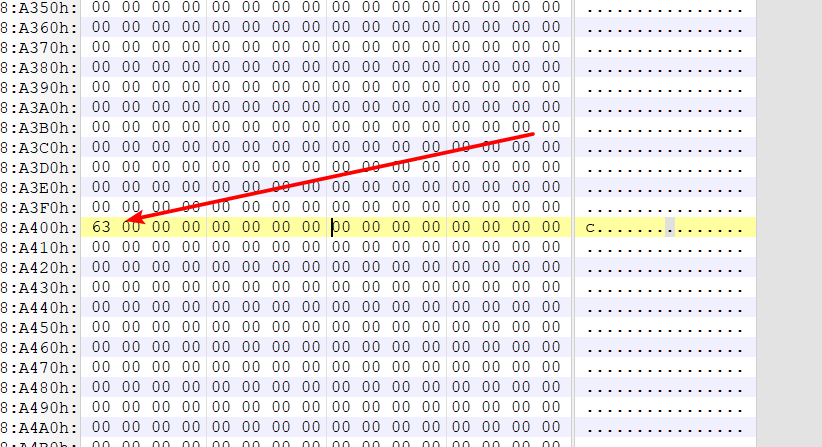 8:A350h: 00 00 00 00 00 00 00 00 00 00 00 00 00 00 00 00 ................
8:A360h: 00 00 00 00 00 00 00 00 00 00 00 00 00 00 00 00 ................
8:A370h: 00 00 00 00 00 00 00 00 00 00 00 00 00 00 00 00 ................
8:A380h: 00 00 00 00 00 00 00 00 00 00 00 00 00 00 00 00 ................
8:A390h: 00 00 00 00 00 00 00 00 00 00 00 00 00 00 00 00 ................
8:A3A0h: 00 00 00 00 00 00 00 00 00 00 00 00 00 00 00 00 ................
8:A3B0h: 00 00 00 00 00 00 00 00 00 00 00 00 00 00 00 00 ................
8:A3C0h: 00 00 00 00 00 00 00 00 00 00 00 00 00 00 00 00 ................
8:A3D0h: 00 00 00 00 00 00 00 00 00 00 00 00 00 00 00 00 ................
8:A3E0h: 00 00 00 00 00 00 00 00 00 00 00 00 00 00 00 00 ................
8:A3F0h: 00 00 00 00 00 00 00 00 00 00 00 00 00 00 00 00 ................
8:A400h: 63 00 00 00 00 00 00 00 00 00 00 00 00 00 00 00 c...............
8:A410h: 00 00 00 00 00 00 00 00 00 00 00 00 00 00 00 00 ................
8:A420h: 00 00 00 00 00 00 00 00 00 00 00 00 00 00 00 00 ................
8:A430h: 00 00 00 00 00 00 00 00 00 00 00 00 00 00 00 00 ................
8:A440h: 00 00 00 00 00 00 00 00 00 00 00 00 00 00 00 00 ................
8:A450h: 00 00 00 00 00 00 00 00 00 00 00 00 00 00 00 00 ................
8:A460h: 00 00 00 00 00 00 00 00 00 00 00 00 00 00 00 00 ................
8:A470h: 00 00 00 00 00 00 00 00 00 00 00 00 00 00 00 00 ................
8:A480h: 00 00 00 00 00 00 00 00 00 00 00 00 00 00 00 00 ................
8:A490h: 00 00 00 00 00 00 00 00 00 00 00 00 00 00 00 00 ................
8:A4A0h: 00 00 00 00 00 00 00 00 00 00 00 00 00 00 00 00 ................
8:A4B0h: 00 00 00 00 00 00 00 00 00 00 00 00 00 00 00 00